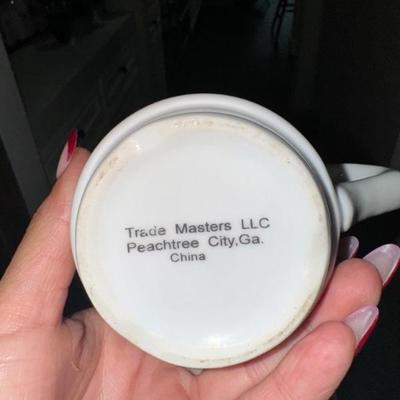 Trade Masters LLC
Peachtree City,Ga.
China